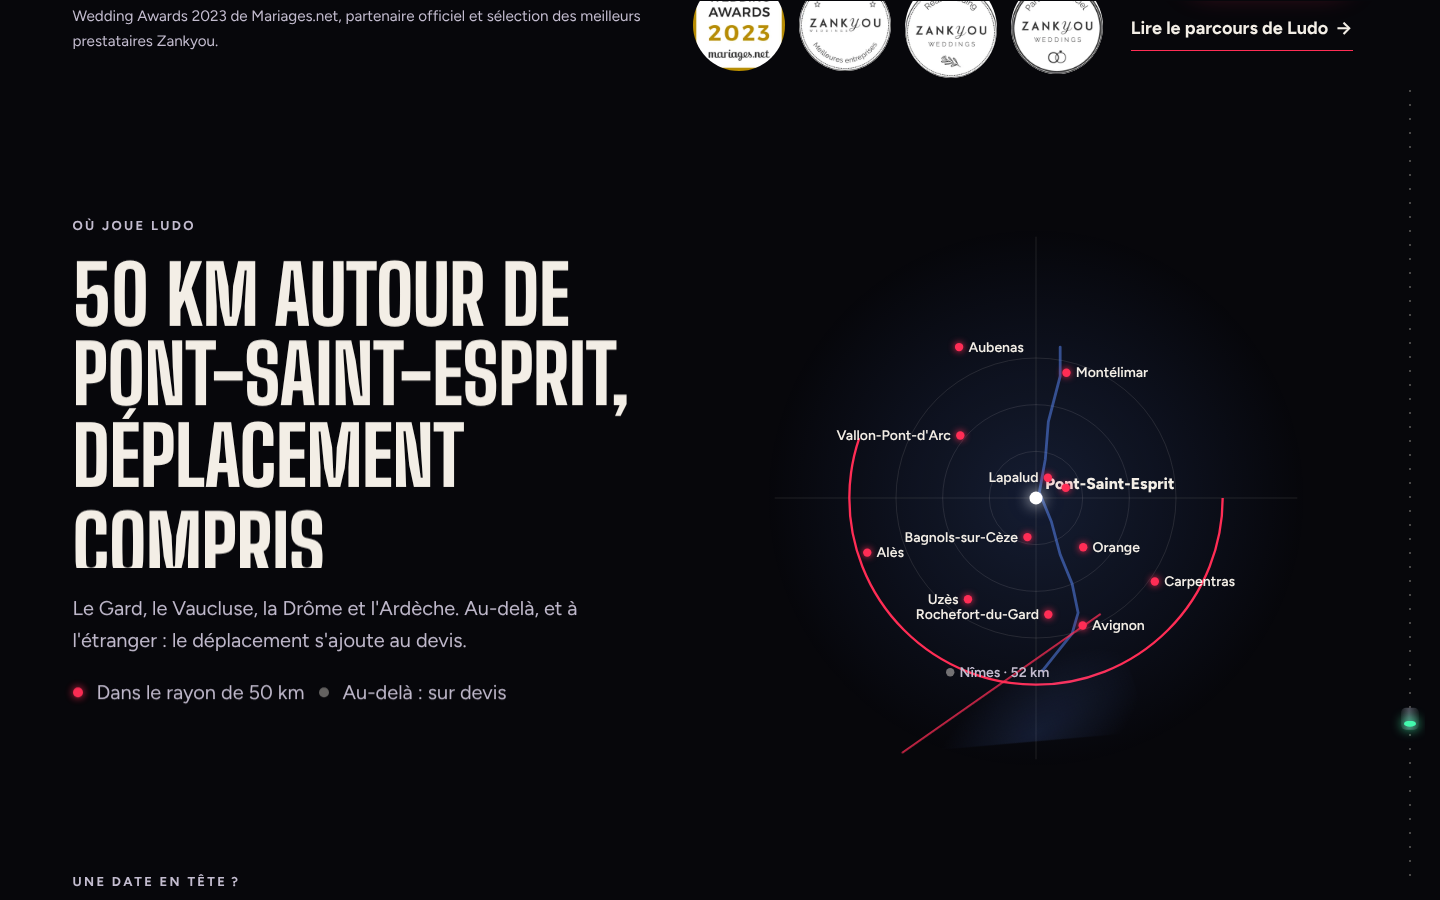 Wedding Awards 2023 de Mariages.net, partenaire officiel et sélection des meilleurs
prestataires Zankyou.
AWARDS
2023
mariages.net
ZANKYOU
WEDDINGS
Meilleures entreprises
ZANKYOU
WEDDINGS
ZANKYOU
WEDDINGS
Lire le parcours de Ludo →
OÙ JOUE LUDO
50 KM AUTOUR DE
PONT-SAINT-ESPRIT,
DÉPLACEMENT
COMPRIS
Le Gard, le Vaucluse, la Drôme et l'Ardèche. Au-delà, et à
l'étranger : le déplacement s'ajoute au devis.
Dans le rayon de 50 km
Au-delà : sur devis
Aubenas
Montélimar
Vallon-Pont-d'Arc
Lapalud
Pont-Saint-Esprit
Bagnols-sur-Cèze
Orange
Alès
Carpentras
Uzès
Rochefort-du-Gard
Avignon
Nîmes · 52 km
UNE DATE EN TÊTE ?